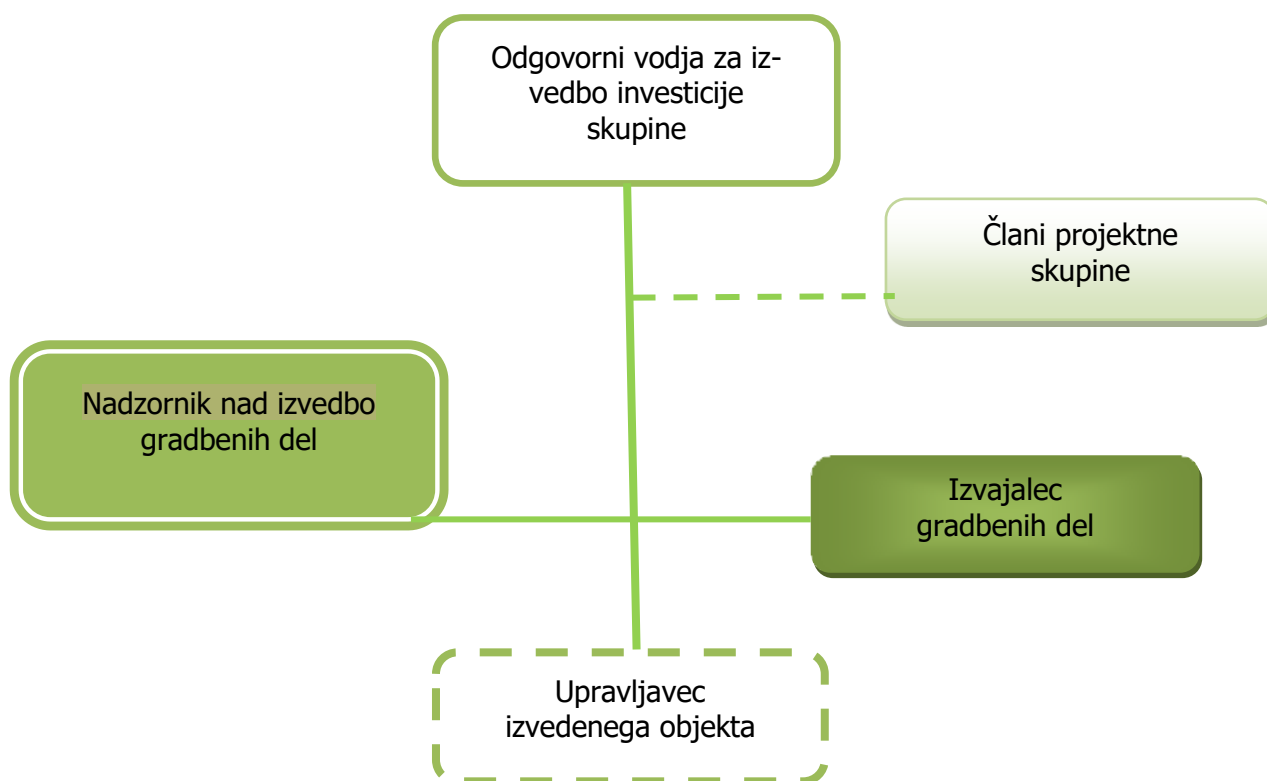 Odgovorni vodja za iz-
vedbo investicije
skupine
Člani projektne
skupine
Nadzornik nad izvedbo
gradbenih del
Izvajalec
gradbenih del
Upravljavec
izvedenega objekta